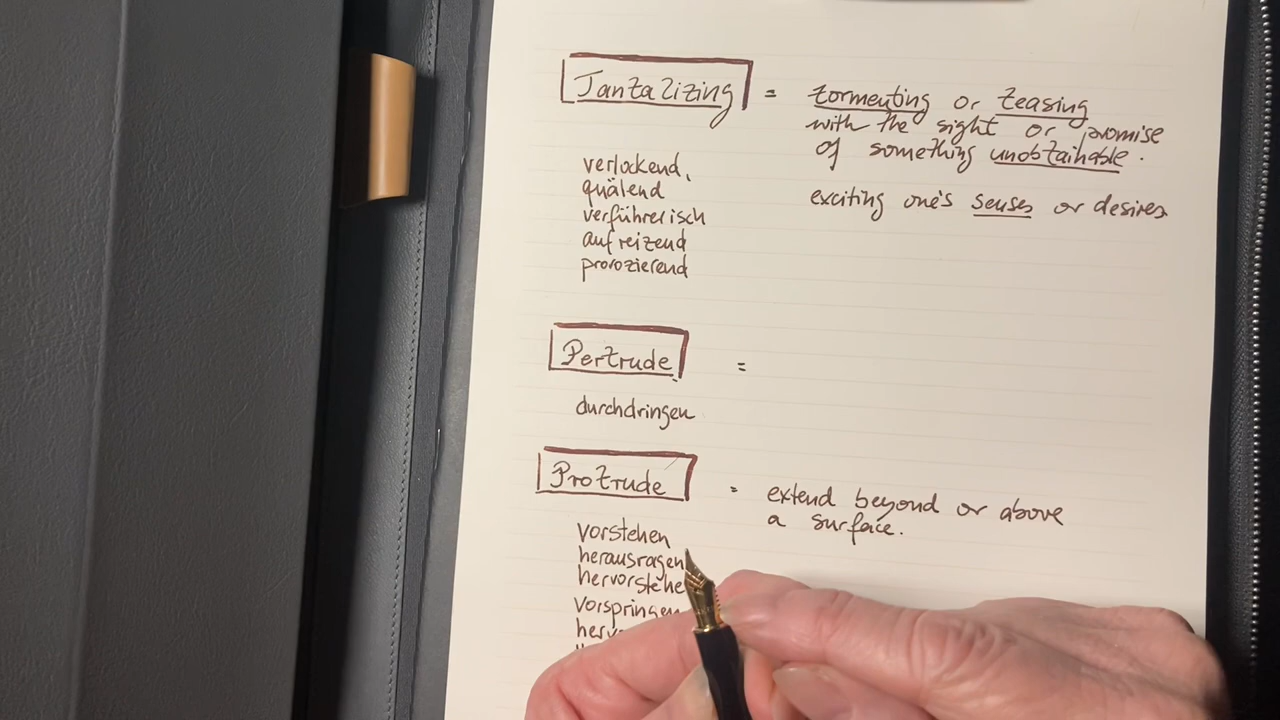 Tantalizing = tormenting or teasing
with the sight or promise
of something unobtainable.
exciting one's senses or desires
verlockend,
quälend
verführerisch
aufreizend
provozierend
Pertrude =
durchdringen
Protrude = extend beyond or above
a surface.
vorstehen
herausragen
hervorstehe
vorspringen